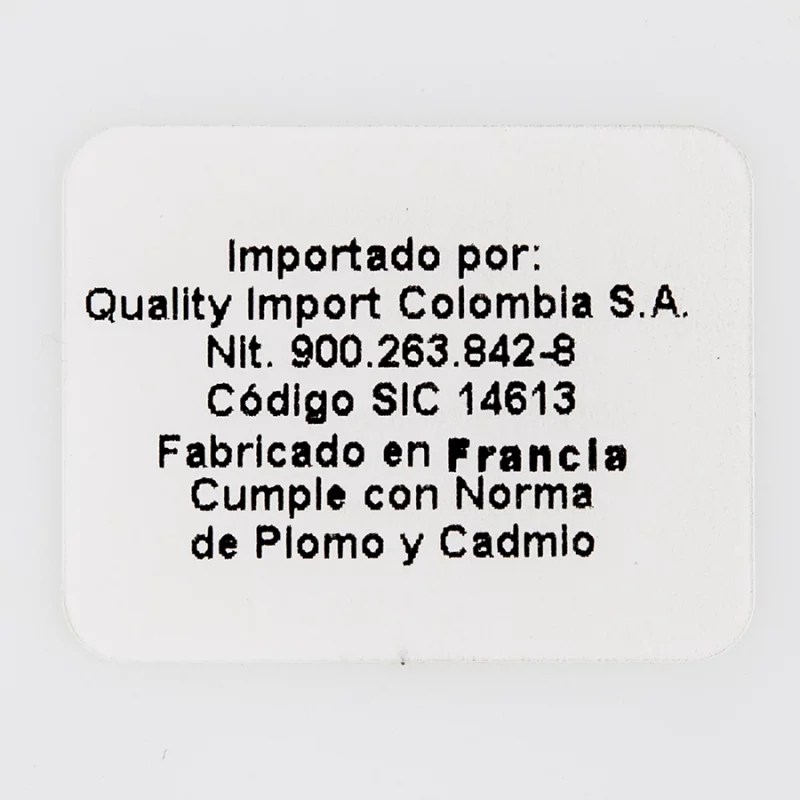 Importado por:
Quality Import Colombia S.A.
Nit. 900.263.842-8
Código SIC 14613
Fabricado en Francia
Cumple con Norma
de Plomo y Cadmio